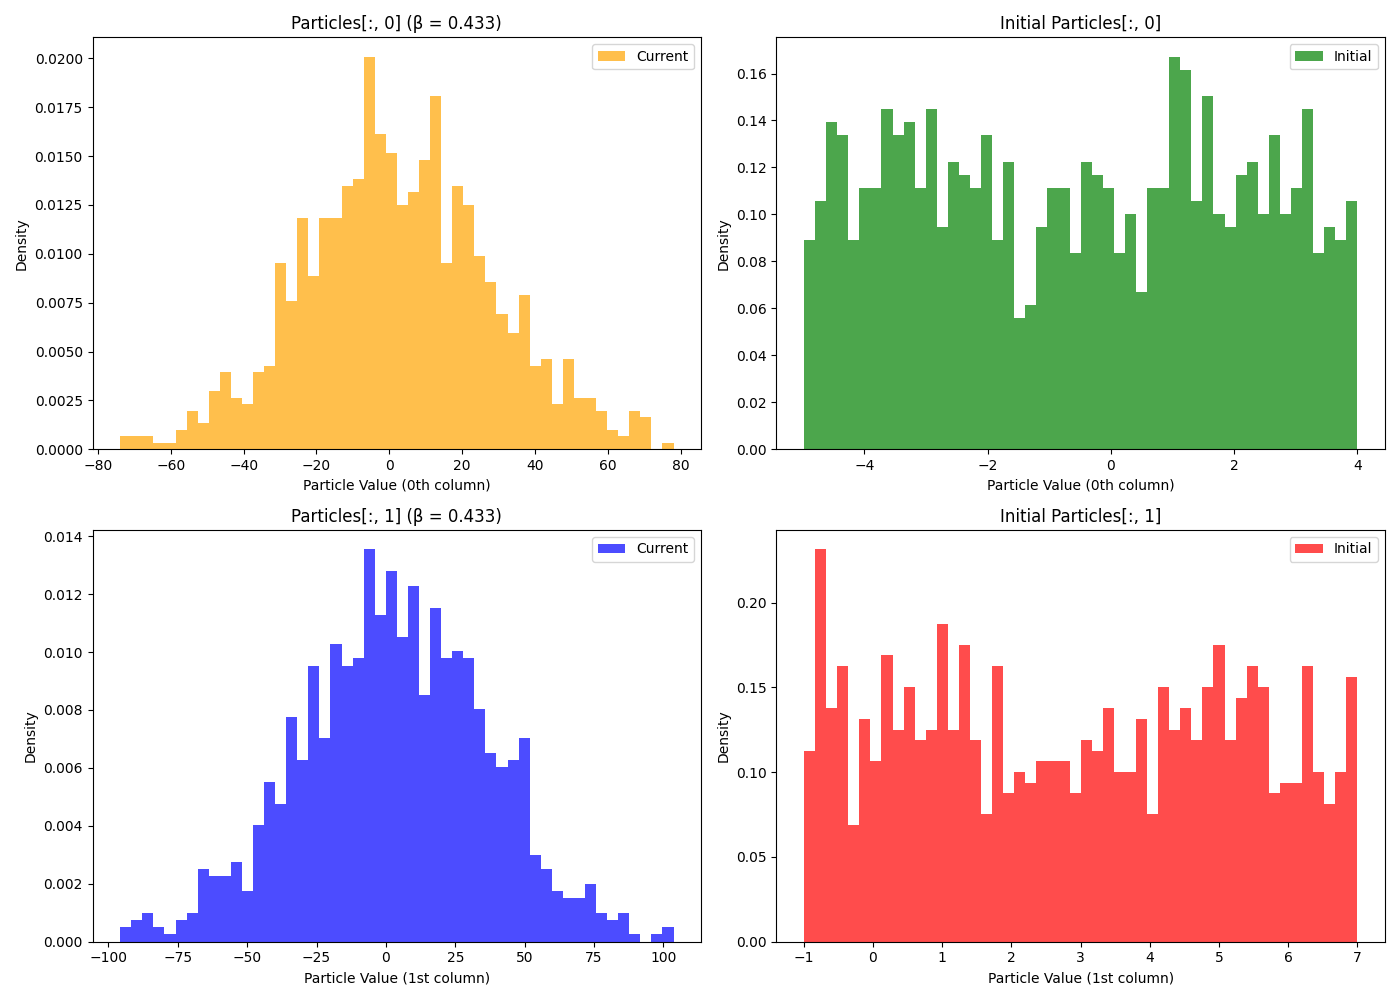 Particles[:, 0] (β = 0.433)
Current
0.0200
0.0175
0.0150
0.0125
0.0100
0.0075
0.0050
0.0025
0.0000
Density
−80 −60 −40 −20 0 20 40 60 80
Particle Value (0th column)
Initial Particles[:, 0]
Initial
0.16
0.14
0.12
0.10
0.08
0.06
0.04
0.02
0.00
Density
−4 −2 0 2 4
Particle Value (0th column)
Particles[:, 1] (β = 0.433)
Current
0.014
0.012
0.010
0.008
0.006
0.004
0.002
0.000
Density
−100 −75 −50 −25 0 25 50 75 100
Particle Value (1st column)
Initial Particles[:, 1]
Initial
0.20
0.15
0.10
0.05
0.00
Density
−1 0 1 2 3 4 5 6 7
Particle Value (1st column)